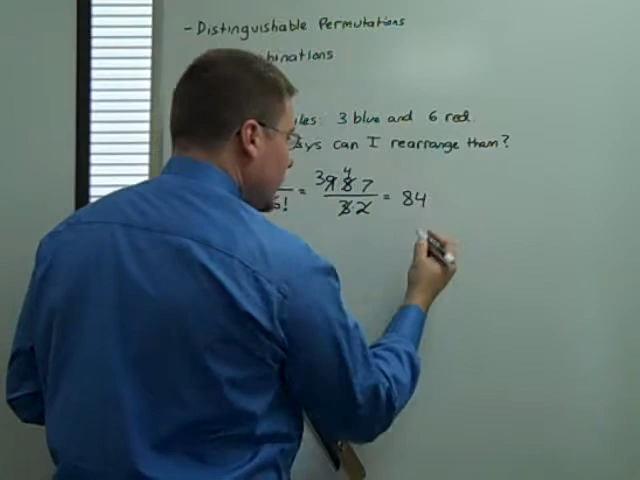 - Distinguishable Permutations
binations
les: 3 blue and 6 red.
ys can I rearrange them?
6! = 3 9 4 8 7 = 84
3·2